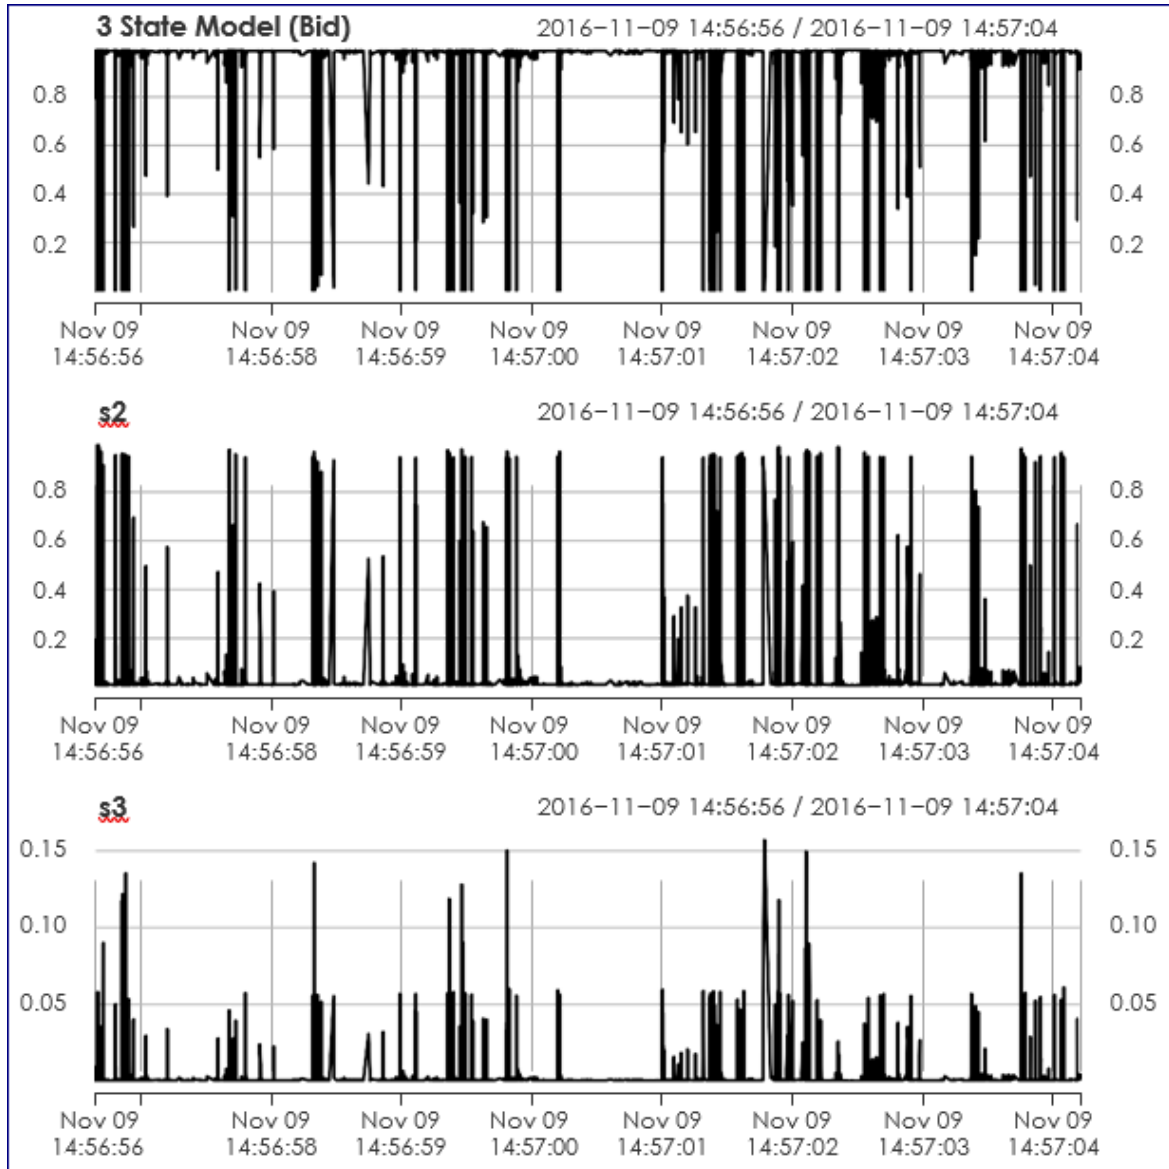 3 State Model (Bid) 2016−11−09 14:56:56 / 2016−11−09 14:57:04
0.8 0.8
0.6 0.6
0.4 0.4
0.2 0.2
Nov 09 Nov 09 Nov 09 Nov 09 Nov 09 Nov 09 Nov 09 Nov 09
14:56:56 14:56:58 14:56:59 14:57:00 14:57:01 14:57:02 14:57:03 14:57:04
s2 2016−11−09 14:56:56 / 2016−11−09 14:57:04
0.8 0.8
0.6 0.6
0.4 0.4
0.2 0.2
Nov 09 Nov 09 Nov 09 Nov 09 Nov 09 Nov 09 Nov 09 Nov 09
14:56:56 14:56:58 14:56:59 14:57:00 14:57:01 14:57:02 14:57:03 14:57:04
s3 2016−11−09 14:56:56 / 2016−11−09 14:57:04
0.15 0.15
0.10 0.10
0.05 0.05
Nov 09 Nov 09 Nov 09 Nov 09 Nov 09 Nov 09 Nov 09 Nov 09
14:56:56 14:56:58 14:56:59 14:57:00 14:57:01 14:57:02 14:57:03 14:57:04